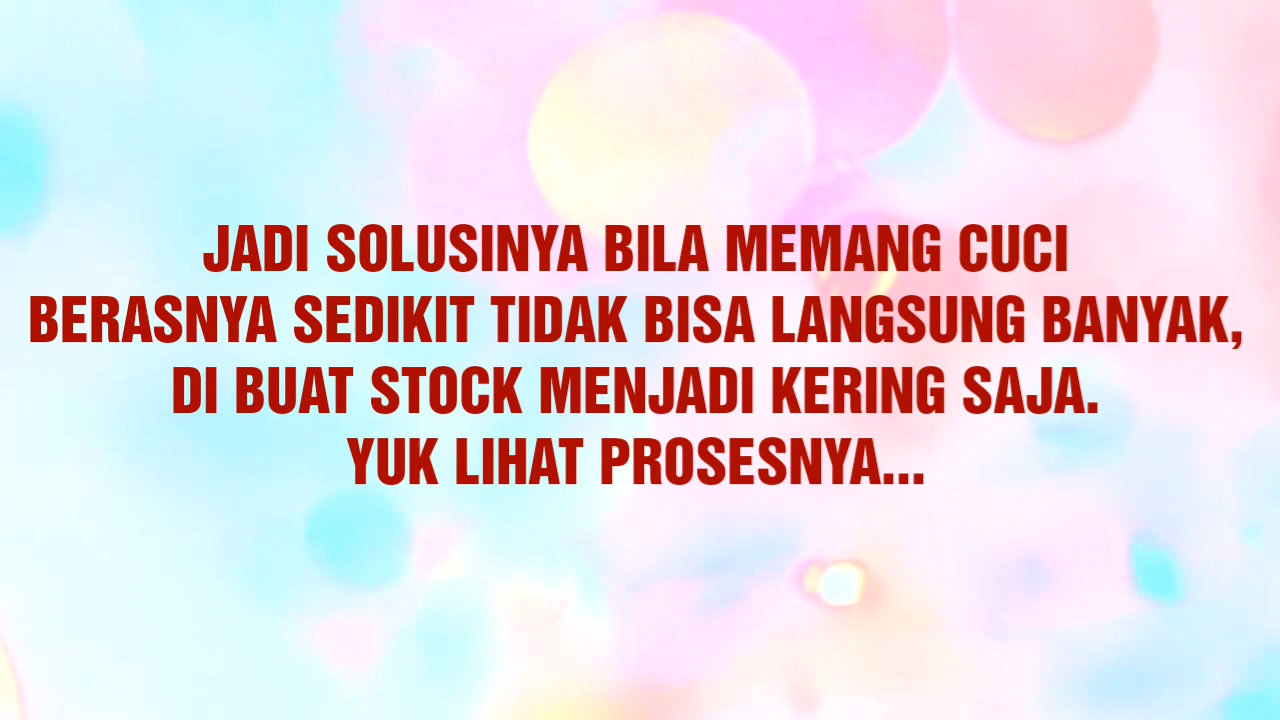 JADI SOLUSINYA BILA MEMANG CUCI
BERASNYA SEDIKIT TIDAK BISA LANGSUNG BANYAK,
DI BUAT STOCK MENJADI KERING SAJA.
YUK LIHAT PROSESNYA...